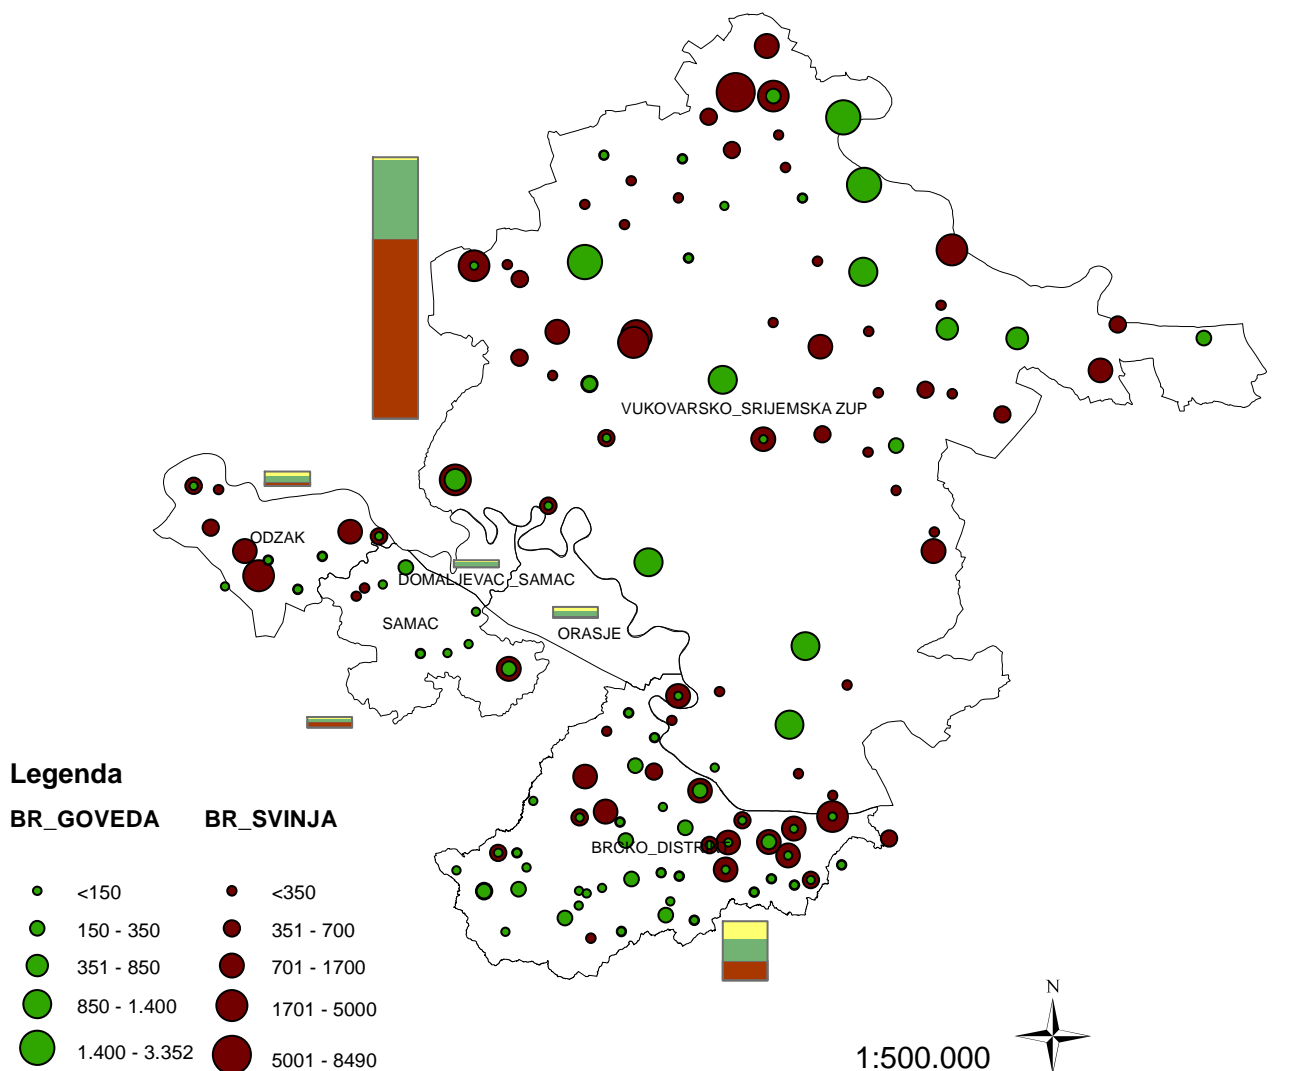 VUKOVARSKO_SRIJEMSKA ZUP
ODZAK
DOMALJEVAC_SAMAC
SAMAC
ORASJE
BRCKO_DISTRIKT
Legenda
BR_GOVEDA BR_SVINJA
<150 <350
150 - 350 351 - 700
351 - 850 701 - 1700
850 - 1.400 1701 - 5000
1.400 - 3.352 5001 - 8490
N
1:500.000